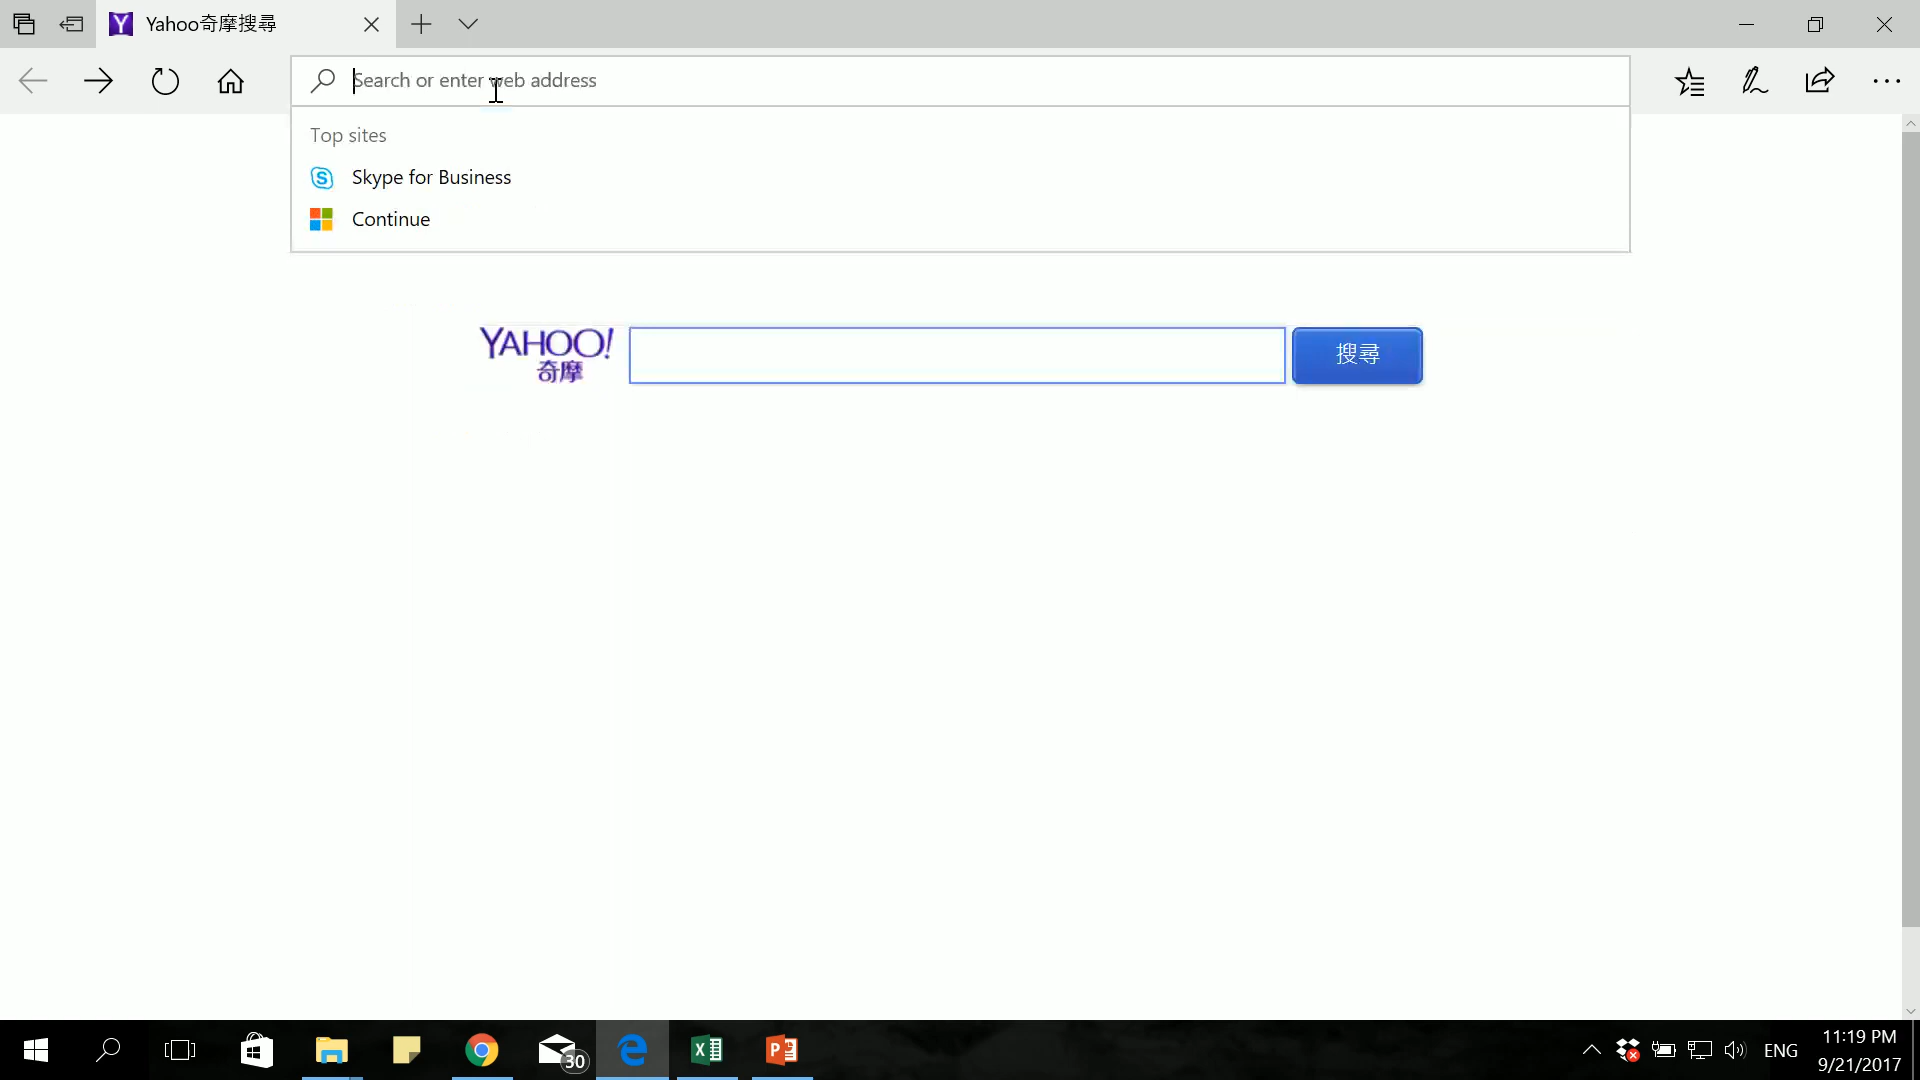 Yahoo奇摩搜尋
Search or enter web address
Top sites
Skype for Business
Continue
YAHOO!
奇摩
搜尋
30
ENG
11:19 PM
9/21/2017